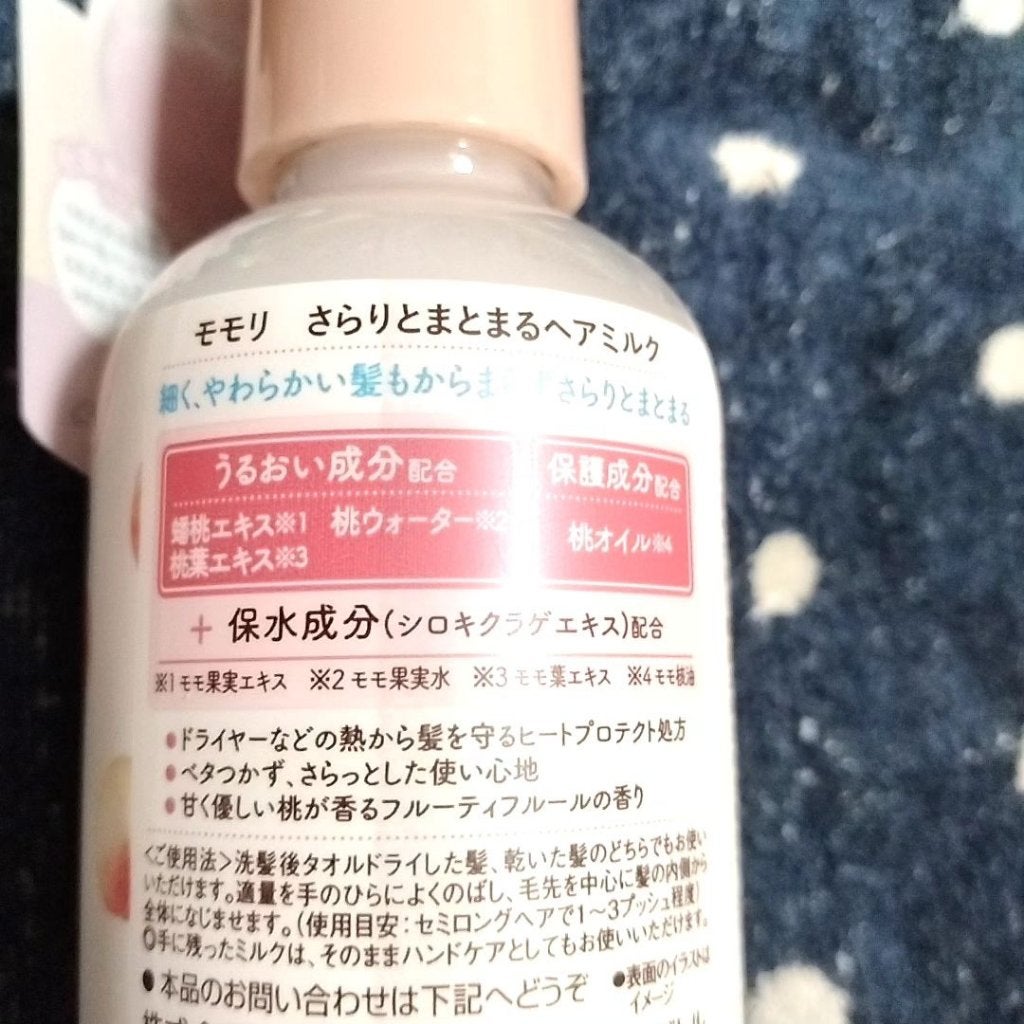 モモリ さらりとまとまるヘアミルク
細く、やわらかい髪もからま さらりとまとまる
うるおい成分配合
蟠桃エキス※1 桃ウォーター※2
桃葉エキス※3
保護成分配合
桃オイル※4
+ 保水成分(シロキクラゲエキス)配合
※1 モモ果実エキス ※2 モモ果実水 ※3 モモ葉エキス ※4 モモ核油
●ドライヤーなどの熱から髪を守るヒートプロテクト処方
●ベタつかず、さらっとした使い心地
●甘く優しい桃が香るフルーティフルールの香り
<ご使用法>洗髪後タオルドライした髪、乾いた髪のどちらでもお使い
いただけます。適量を手のひらによくのばし、毛先を中心に髪の内側から
全体になじませます。(使用目安:セミロングヘアで1〜3プッシュ程度)
◎手に残ったミルクは、そのままハンドケアとしてもお使いいただけます。
●本品のお問い合わせは下記へどうぞ
●表面のイラストは
イメージ